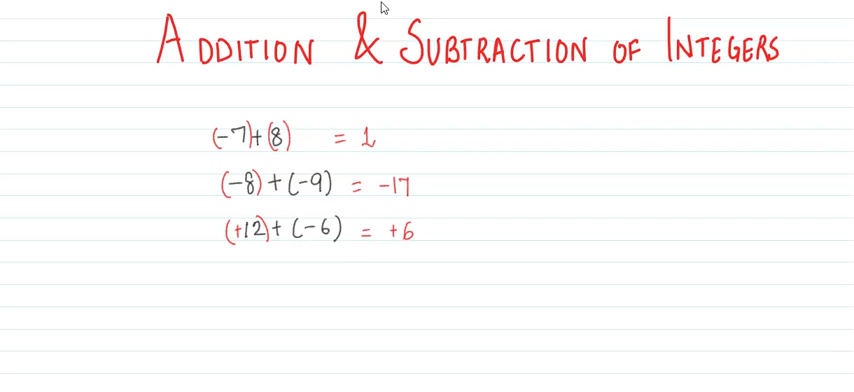 ADDITION & SUBTRACTION OF INTEGERS
(-7)+(8) = 1
(-8)+(-9) = -17
(+12)+(-6) = +6